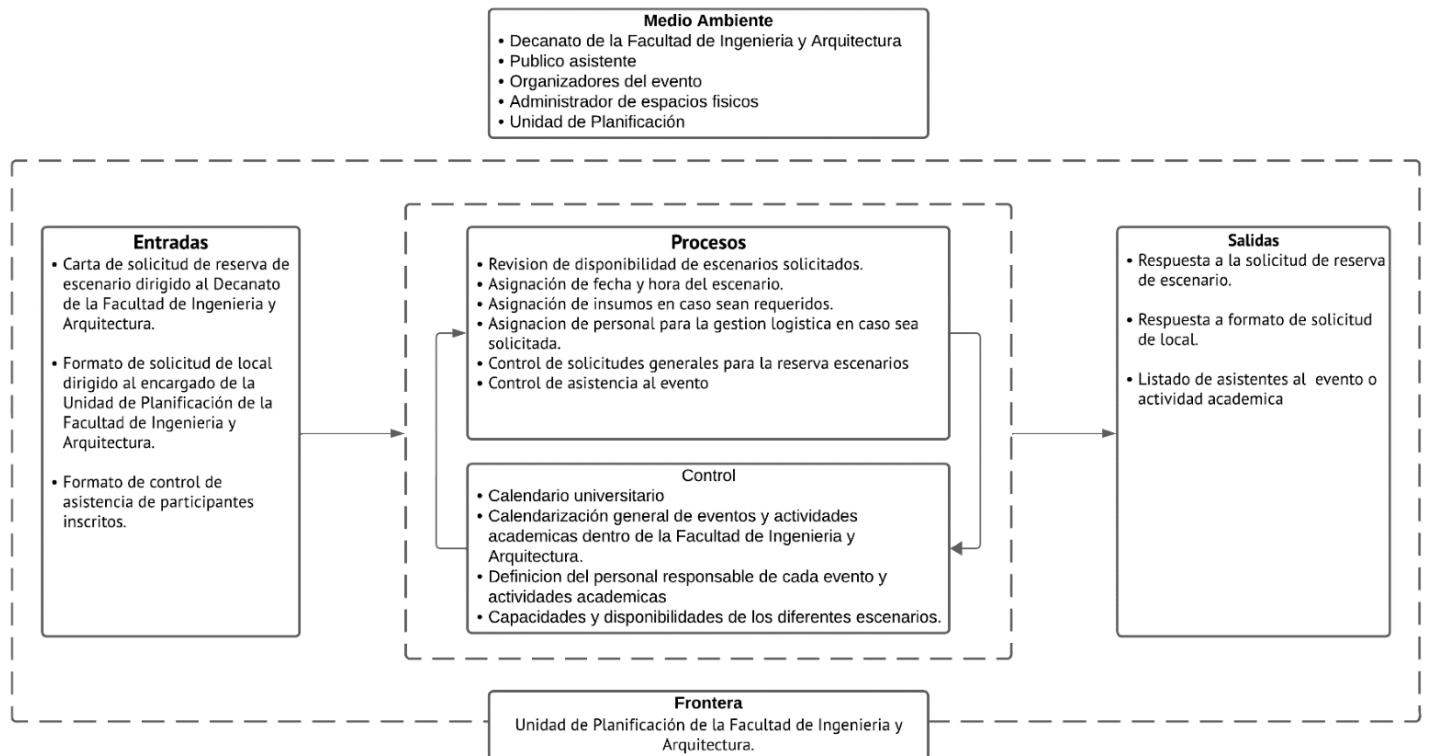 Medio Ambiente
• Decanato de la Facultad de Ingenieria y Arquitectura
• Publico asistente
• Organizadores del evento
• Administrador de espacios fisicos
• Unidad de Planificación
Entradas
• Carta de solicitud de reserva de
escenario dirigido al Decanato
de la Facultad de Ingenieria y
Arquitectura.
• Formato de solicitud de local
dirigido al encargado de la
Unidad de Planificación de la
Facultad de Ingenieria y
Arquitectura.
• Formato de control de
asistencia de participantes
inscritos.
Procesos
• Revision de disponibilidad de escenarios solicitados.
• Asignación de fecha y hora del escenario.
• Asignación de insumos en caso sean requeridos.
• Asignacion de personal para la gestion logistica en caso sea
solicitada.
• Control de solicitudes generales para la reserva escenarios
• Control de asistencia al evento
Control
• Calendario universitario
• Calendarización general de eventos y actividades
academicas dentro de la Facultad de Ingenieria y
Arquitectura.
• Definicion del personal responsable de cada evento y
actividades academicas
• Capacidades y disponibilidades de los diferentes escenarios.
Salidas
• Respuesta a la solicitud de reserva
de escenario.
• Respuesta a formato de solicitud
de local.
• Listado de asistentes al evento o
actividad academica
Frontera
Unidad de Planificación de la Facultad de Ingenieria y
Arquitectura.